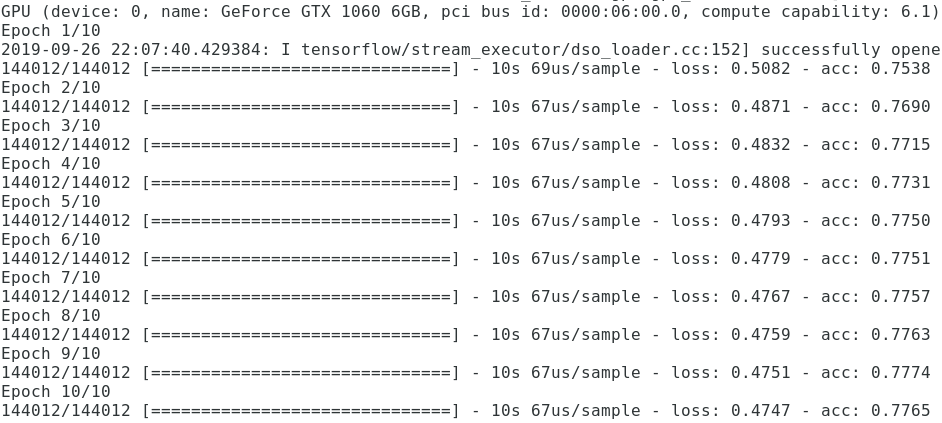 GPU (device: 0, name: GeForce GTX 1060 6GB, pci bus id: 0000:06:00.0, compute capability: 6.1)
Epoch 1/10
2019-09-26 22:07:40.429384: I tensorflow/stream_executor/dso_loader.cc:152] successfully opene
144012/144012 [==============================] - 10s 69us/sample - loss: 0.5082 - acc: 0.7538
Epoch 2/10
144012/144012 [==============================] - 10s 67us/sample - loss: 0.4871 - acc: 0.7690
Epoch 3/10
144012/144012 [==============================] - 10s 67us/sample - loss: 0.4832 - acc: 0.7715
Epoch 4/10
144012/144012 [==============================] - 10s 67us/sample - loss: 0.4808 - acc: 0.7731
Epoch 5/10
144012/144012 [==============================] - 10s 67us/sample - loss: 0.4793 - acc: 0.7750
Epoch 6/10
144012/144012 [==============================] - 10s 67us/sample - loss: 0.4779 - acc: 0.7751
Epoch 7/10
144012/144012 [==============================] - 10s 67us/sample - loss: 0.4767 - acc: 0.7757
Epoch 8/10
144012/144012 [==============================] - 10s 67us/sample - loss: 0.4759 - acc: 0.7763
Epoch 9/10
144012/144012 [==============================] - 10s 67us/sample - loss: 0.4751 - acc: 0.7774
Epoch 10/10
144012/144012 [==============================] - 10s 67us/sample - loss: 0.4747 - acc: 0.7765